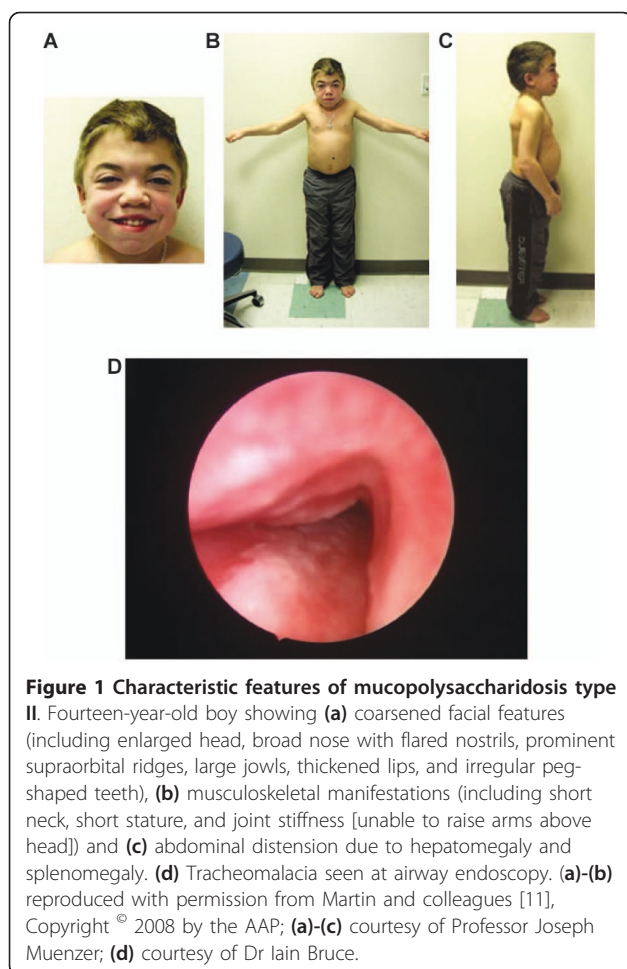 A
B
C
D
Figure 1 Characteristic features of mucopolysaccharidosis type
II. Fourteen-year-old boy showing (a) coarsened facial features
(including enlarged head, broad nose with flared nostrils, prominent
supraorbital ridges, large jowls, thickened lips, and irregular peg-
shaped teeth), (b) musculoskeletal manifestations (including short
neck, short stature, and joint stiffness [unable to raise arms above
head]) and (c) abdominal distension due to hepatomegaly and
splenomegaly. (d) Tracheomalacia seen at airway endoscopy. (a)-(b)
reproduced with permission from Martin and colleagues [11],
Copyright © 2008 by the AAP; (a)-(c) courtesy of Professor Joseph
Muenzer; (d) courtesy of Dr Iain Bruce.